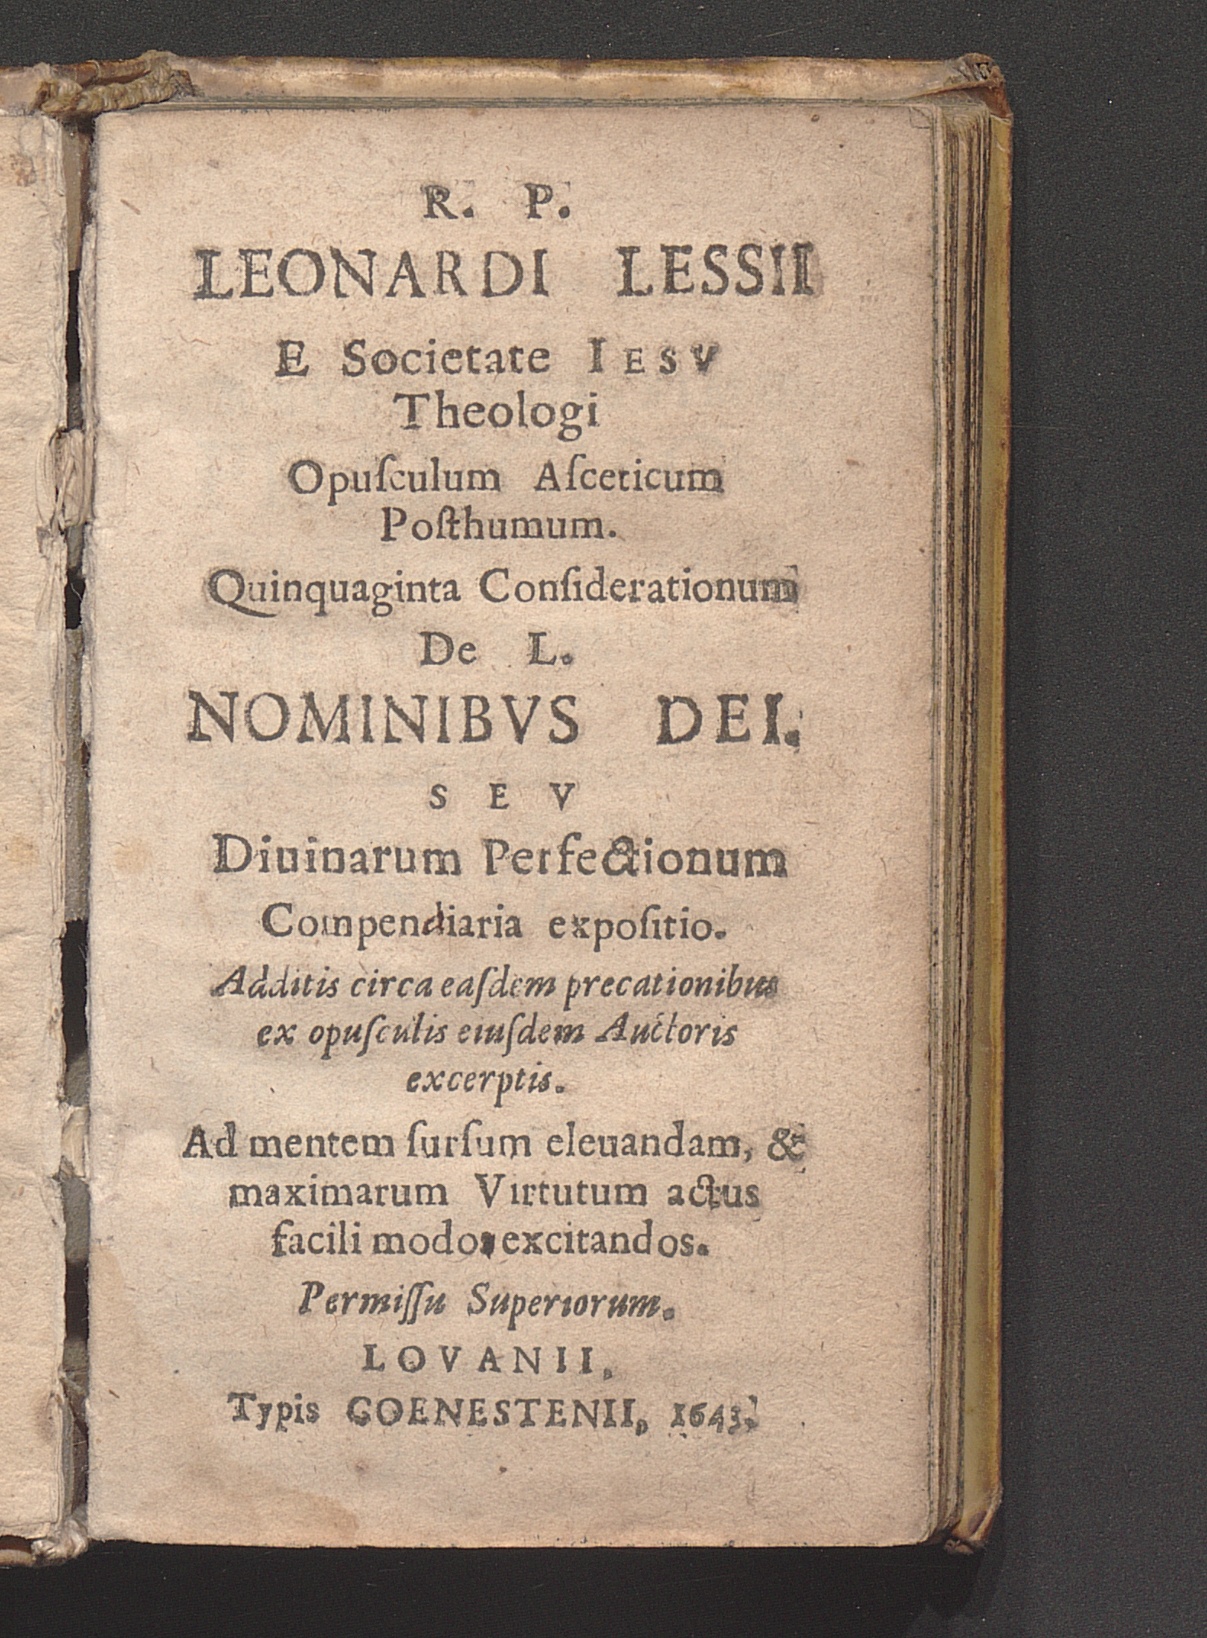 R. P.
LEONARDI LESSII
E Societate IESV
Theologi
Opuſculum Aſceticum
Poſthumum.
Quinquaginta Conſiderationum
De L.
NOMINIBVS DEI.
SEV
Diuinarum Perfectionum
Compendiaria expoſitio.
Additis circa eaſdem precationibus
ex opuſculis eiuſdem Auctoris
excerptis.
Ad mentem ſurſum eleuandam, &
maximarum Virtutum actus
facili modo, excitandos.
Permiſſu Superiorum.
LOVANII,
Typis COENESTENII, 1643.